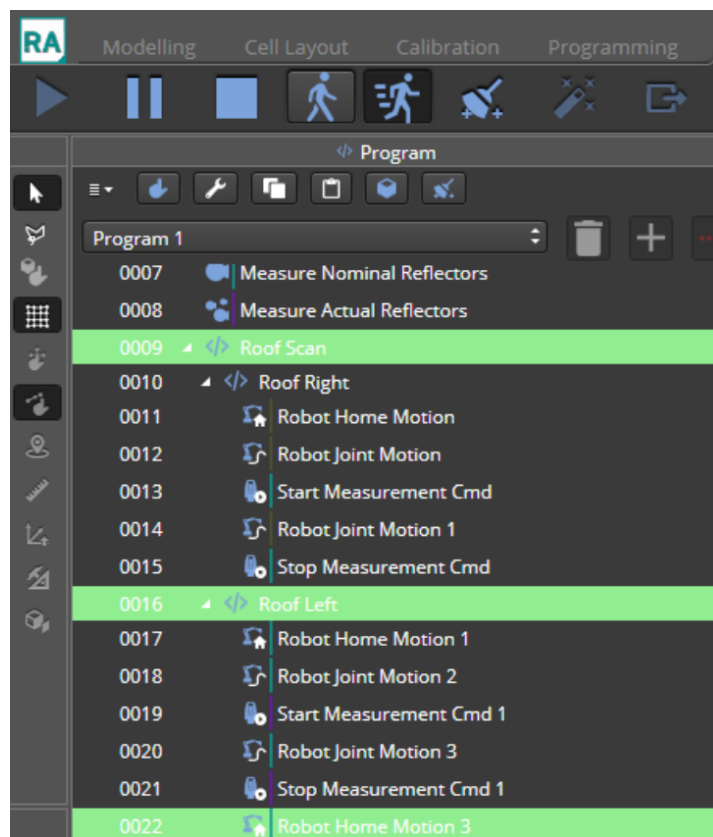 RA
Modelling Cell Layout Calibration Programming
</> Program
Program 1
0007 Measure Nominal Reflectors
0008 Measure Actual Reflectors
0009 </> Roof Scan
0010 </> Roof Right
0011 Robot Home Motion
0012 Robot Joint Motion
0013 Start Measurement Cmd
0014 Robot Joint Motion 1
0015 Stop Measurement Cmd
0016 </> Roof Left
0017 Robot Home Motion 1
0018 Robot Joint Motion 2
0019 Start Measurement Cmd 1
0020 Robot Joint Motion 3
0021 Stop Measurement Cmd 1
0022 Robot Home Motion 3